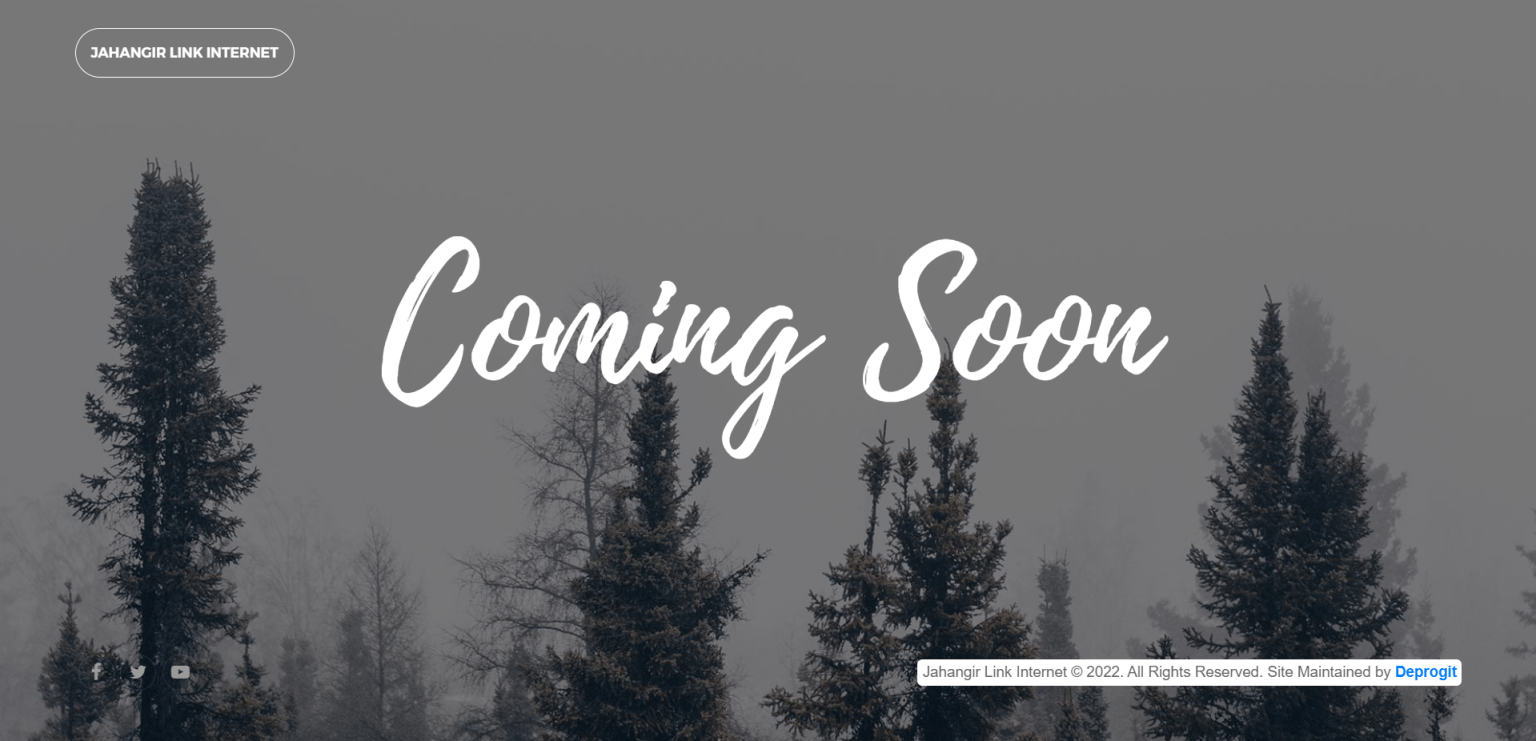 JAHANGIR LINK INTERNET
Coming Soon
Jahangir Link Internet © 2022. All Rights Reserved. Site Maintained by Deprogit